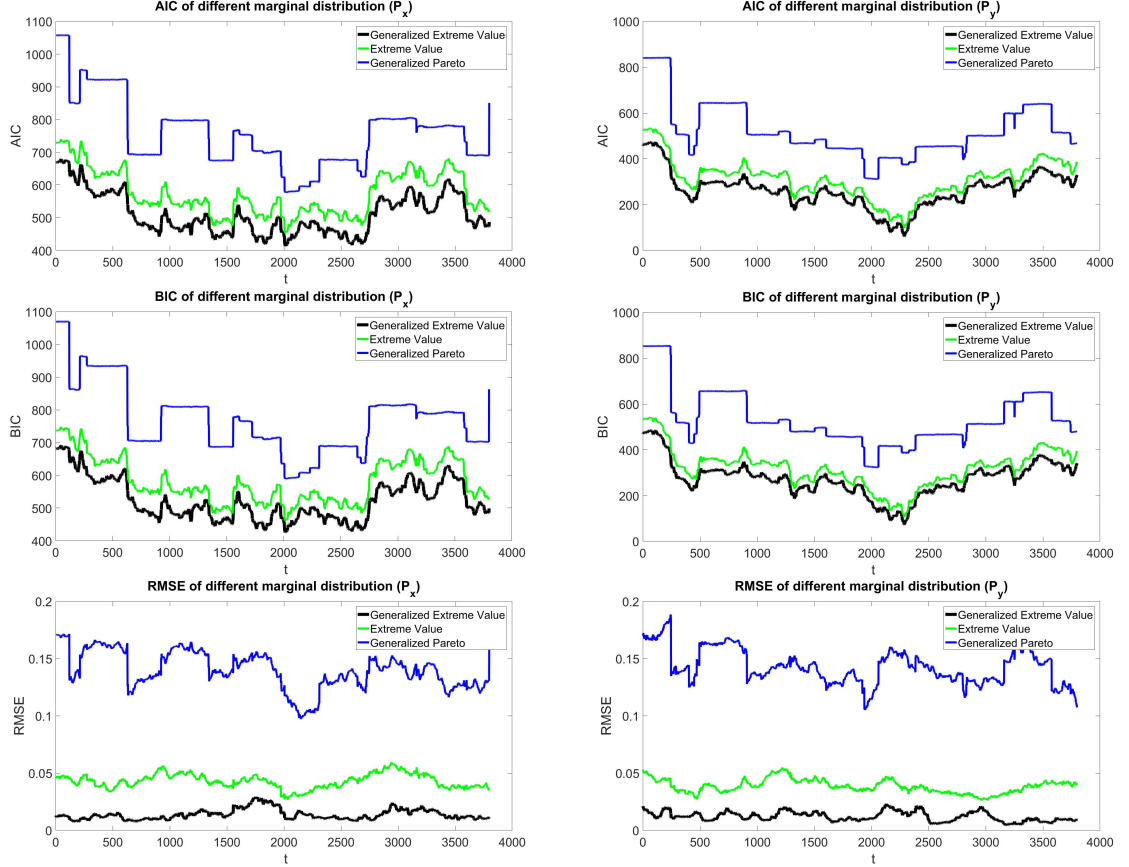 AIC of different marginal distribution (Px)
1100
1000
900
800
700
600
500
400
AIC
0 500 1000 1500 2000 2500 3000 3500 4000
t
Generalized Extreme Value
Extreme Value
Generalized Pareto
AIC of different marginal distribution (Py)
1000
800
600
400
200
0
AIC
0 500 1000 1500 2000 2500 3000 3500 4000
t
Generalized Extreme Value
Extreme Value
Generalized Pareto
BIC of different marginal distribution (Px)
1100
1000
900
800
700
600
500
400
BIC
0 500 1000 1500 2000 2500 3000 3500 4000
t
Generalized Extreme Value
Extreme Value
Generalized Pareto
BIC of different marginal distribution (Py)
1000
800
600
400
200
0
BIC
0 500 1000 1500 2000 2500 3000 3500 4000
t
Generalized Extreme Value
Extreme Value
Generalized Pareto
RMSE of different marginal distribution (Px)
0.2
0.15
0.1
0.05
0
RMSE
0 500 1000 1500 2000 2500 3000 3500 4000
t
Generalized Extreme Value
Extreme Value
Generalized Pareto
RMSE of different marginal distribution (Py)
0.2
0.15
0.1
0.05
0
RMSE
0 500 1000 1500 2000 2500 3000 3500 4000
t
Generalized Extreme Value
Extreme Value
Generalized Pareto